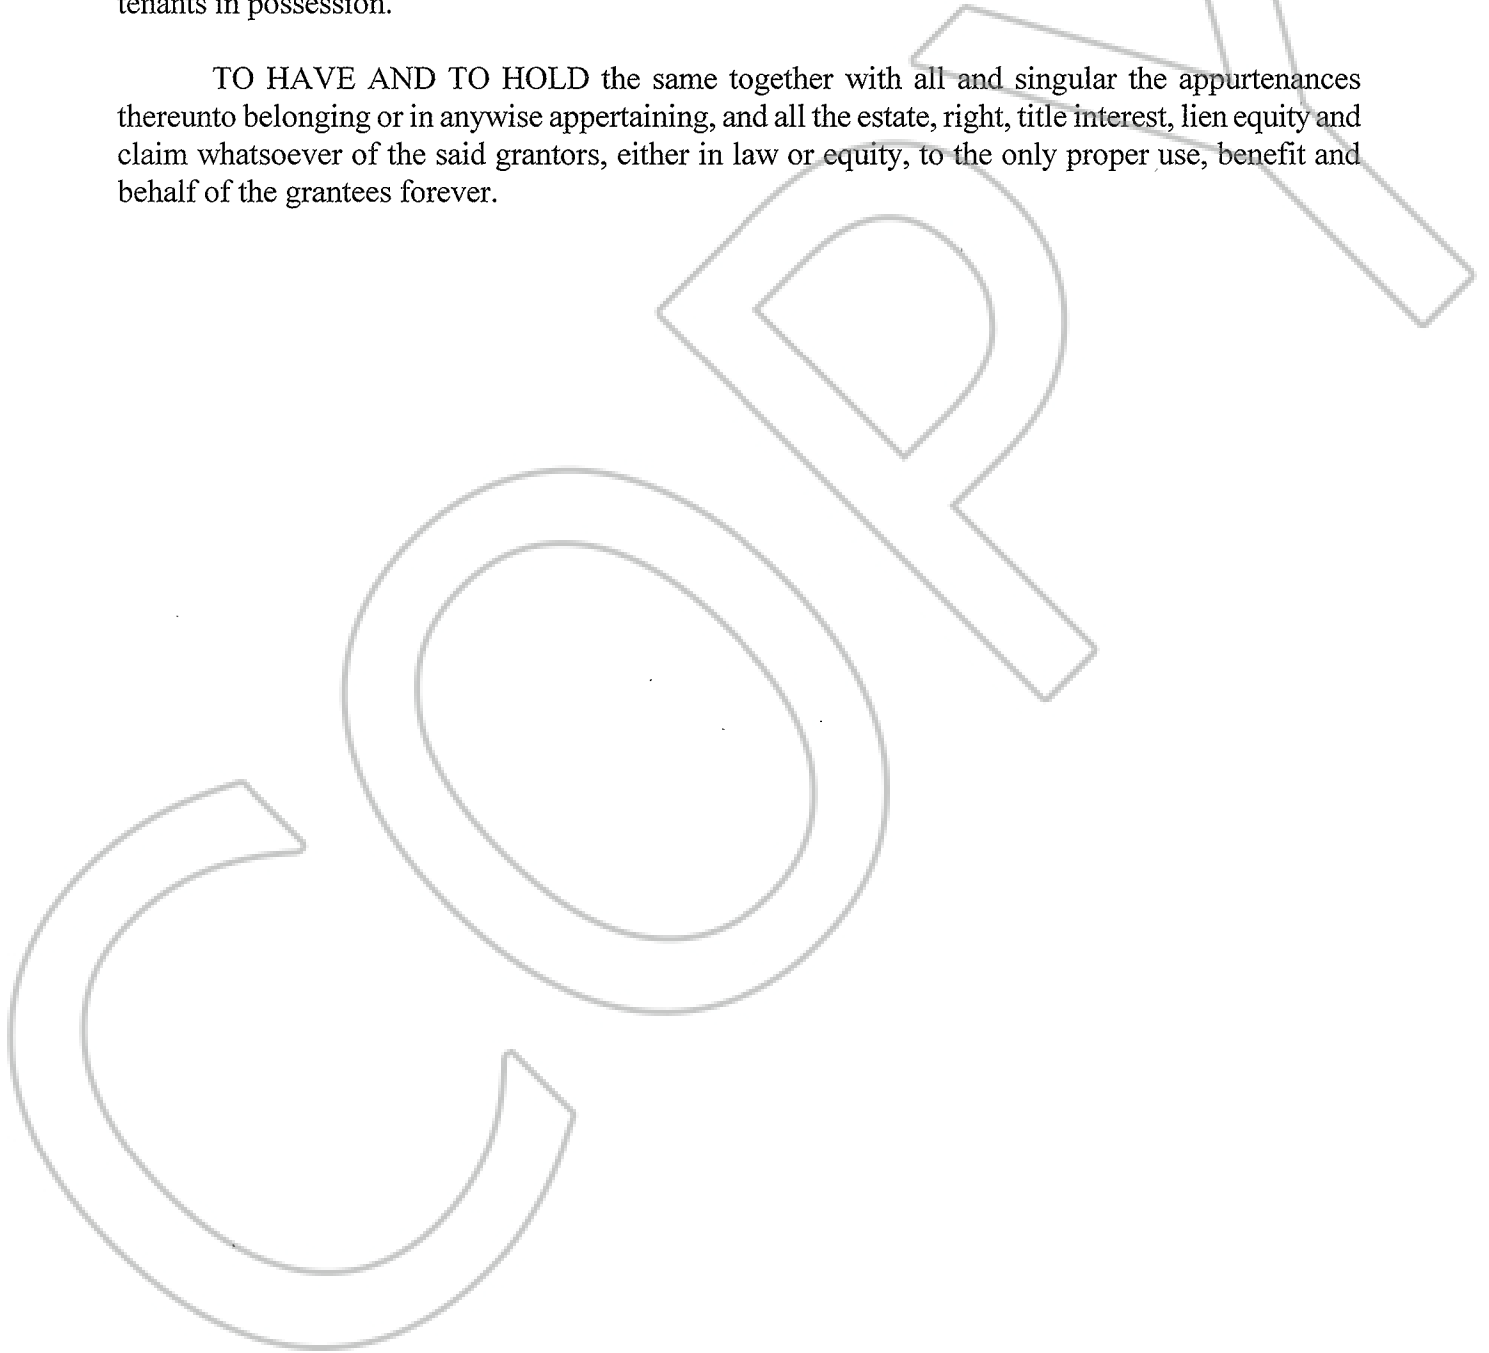 tenants in possession.
TO HAVE AND TO HOLD the same together with all and singular the appurtenances
thereunto belonging or in anywise appertaining, and all the estate, right, title interest, lien equity and
claim whatsoever of the said grantors, either in law or equity, to the only proper use, benefit and
behalf of the grantees forever.
COPY